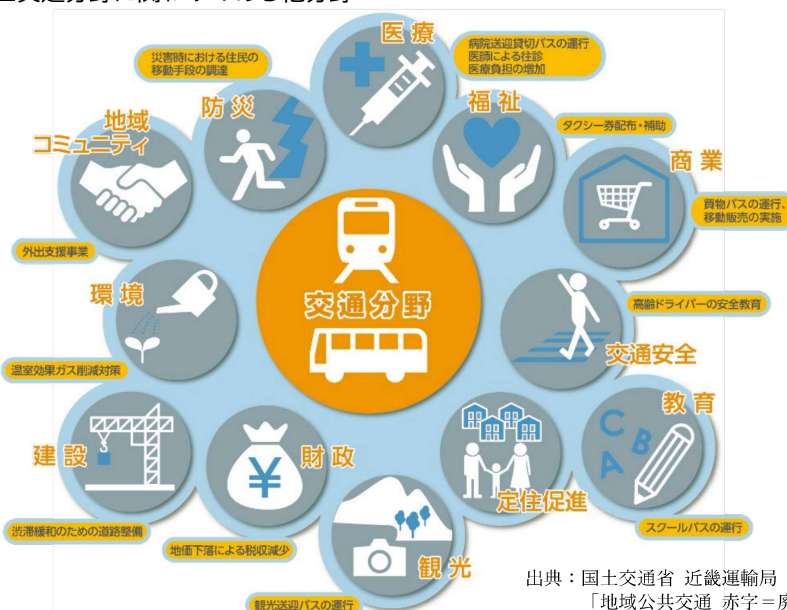 医療
病院送迎貸切バスの運行
医師による往診
医療負担の増加
災害時における住民の
移動手段の調達
防災
福祉
タクシー券配布・補助
地域
コミュニティ
商業
買物バスの運行、
移動販売の実施
外出支援事業
環境
交通分野
高齢ドライバーの安全教育
交通安全
温室効果ガス削減対策
教育
CBA
建設
¥
財政
定住促進
スクールバスの運行
渋滞緩和のための道路整備
地価下落による税収減少
観光
観光送迎バスの運行
出典：国土交通省 近畿運輸局
「地域公共交通 赤字＝